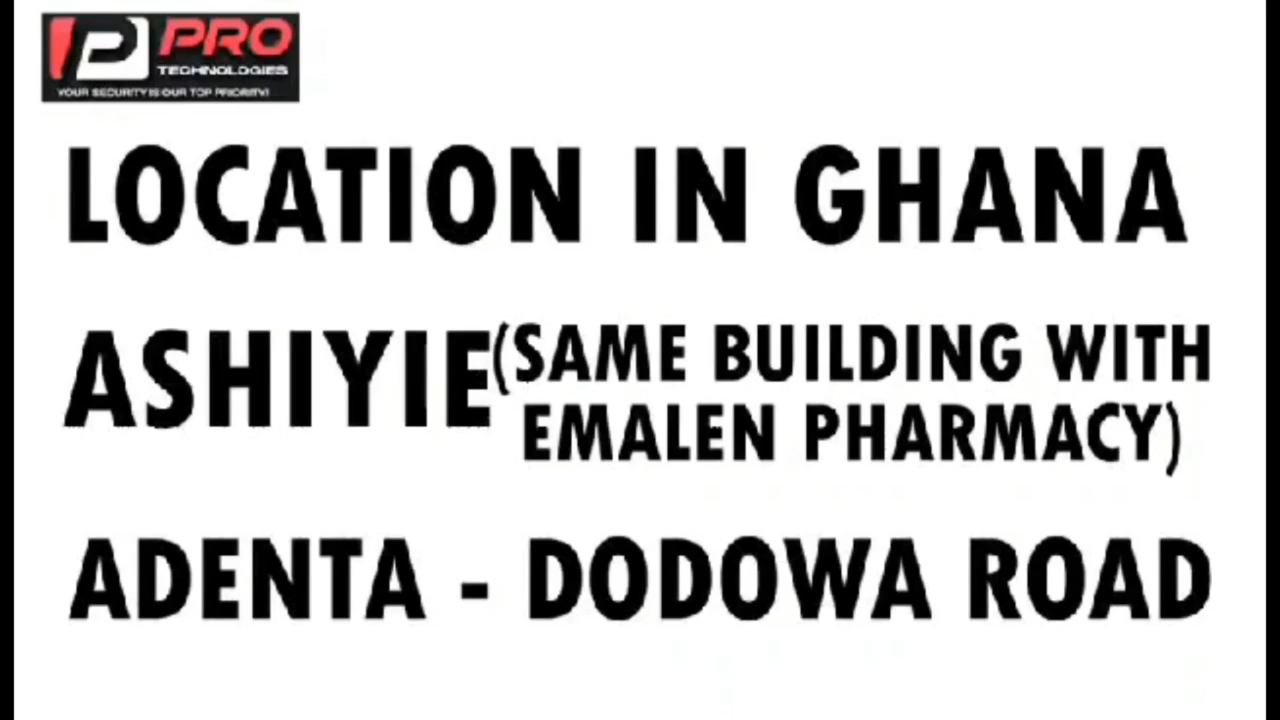 PRO
TECHNOLOGIES
YOUR SECURITY IS OUR TOP PRIORITY!
LOCATION IN GHANA
ASHIYIE (SAME BUILDING WITH
EMALEN PHARMACY)
ADENTA - DODOWA ROAD